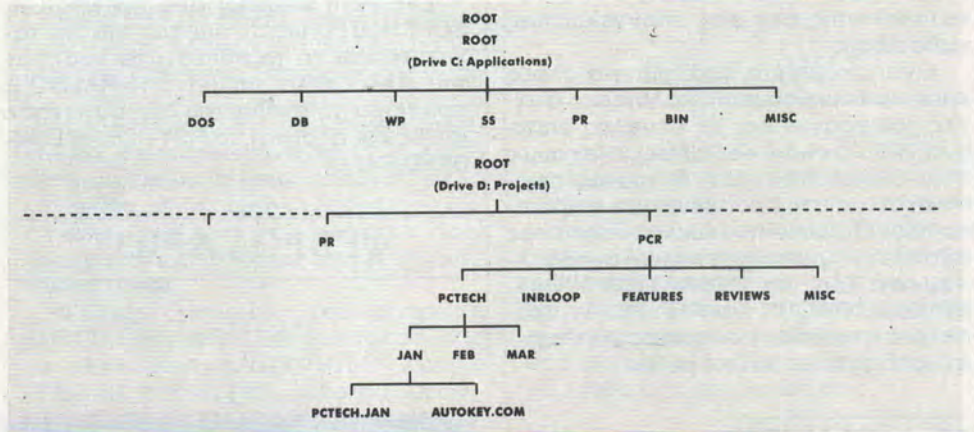 ROOT
ROOT
(Drive C: Applications)
DOS DB WP SS PR BIN MISC
ROOT
(Drive D: Projects)
PR PCR
PCTECH INRLOOP FEATURES REVIEWS MISC
JAN FEB MAR
PCTECH.JAN AUTOKEY.COM